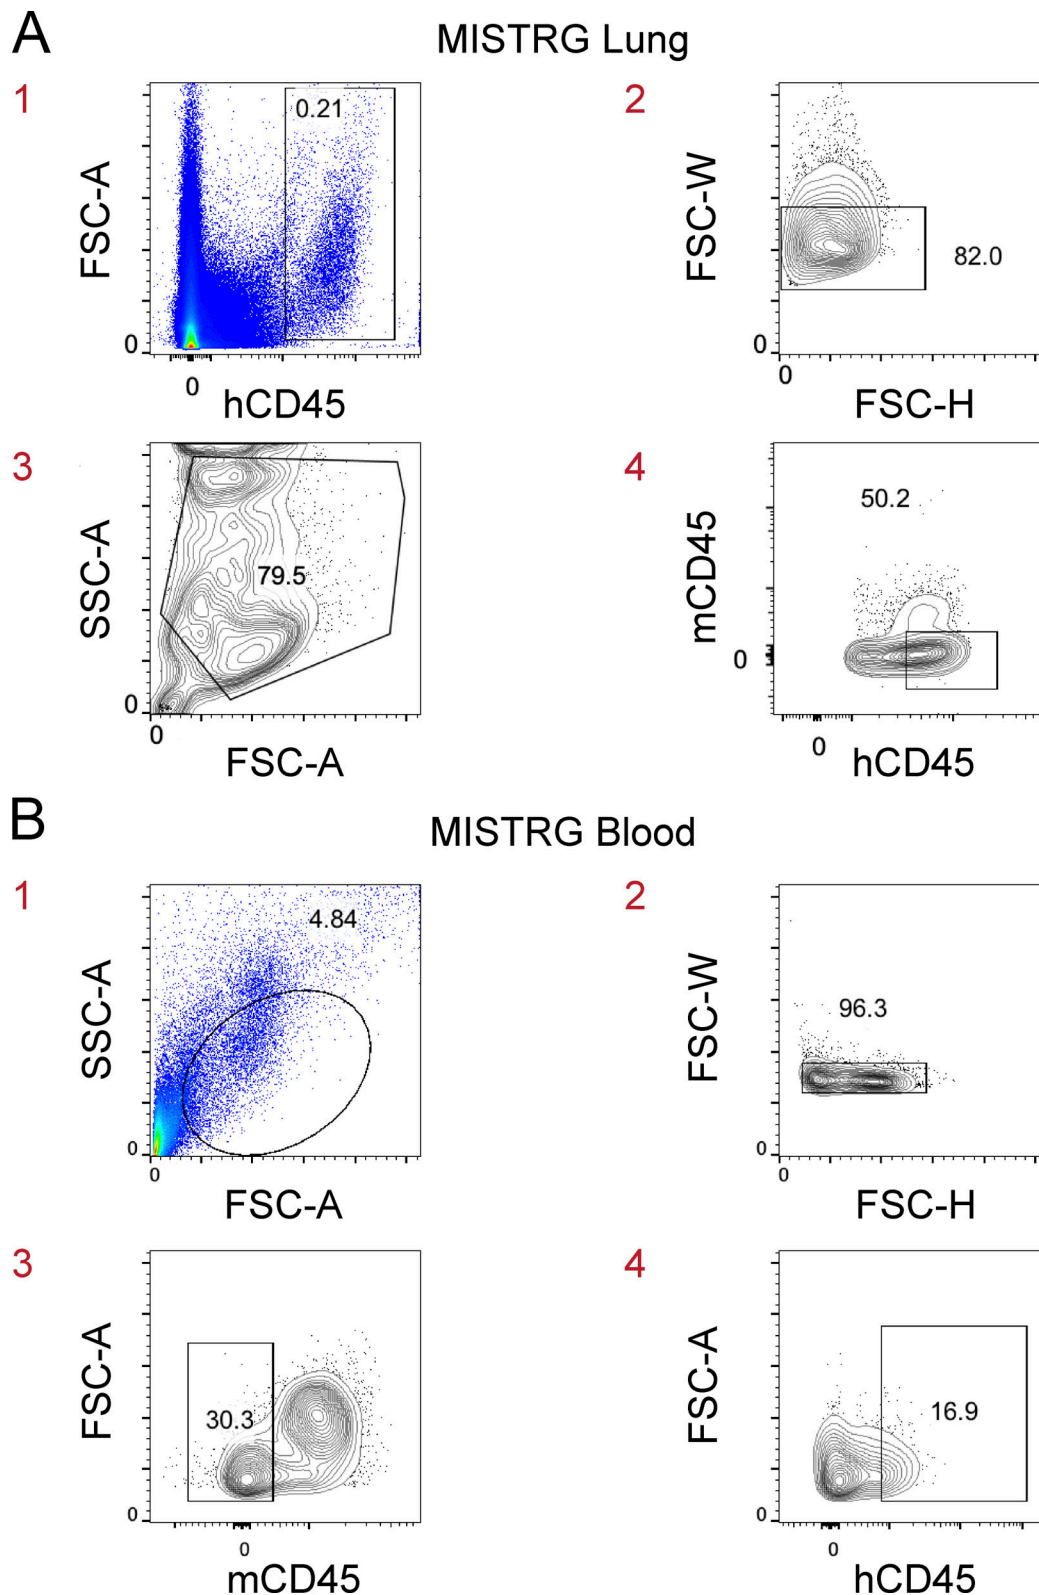 A
MISTRG Lung
1
2
FSC-A
0.21
0
0
hCD45
FSC-W
82.0
0
0
FSC-H
3
4
SSC-A
79.5
0
0
FSC-A
mCD45
50.2
0
0
hCD45
B
MISTRG Blood
1
2
SSC-A
4.84
0
0
FSC-A
FSC-W
96.3
0
0
FSC-H
3
4
FSC-A
30.3
0
0
mCD45
FSC-A
16.9
0
0
hCD45